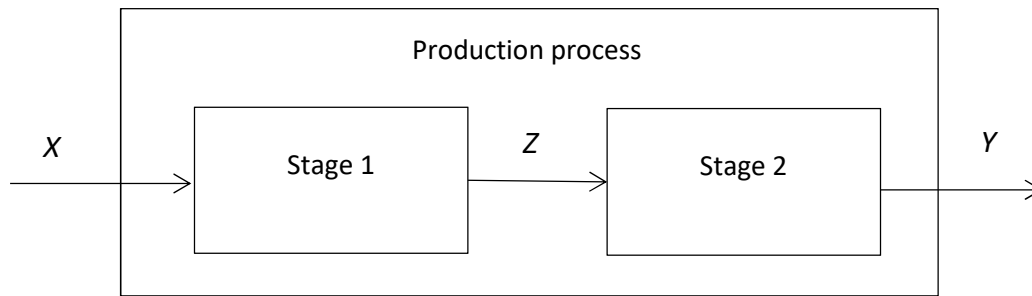 Production process
X
Stage 1
Z
Stage 2
Y